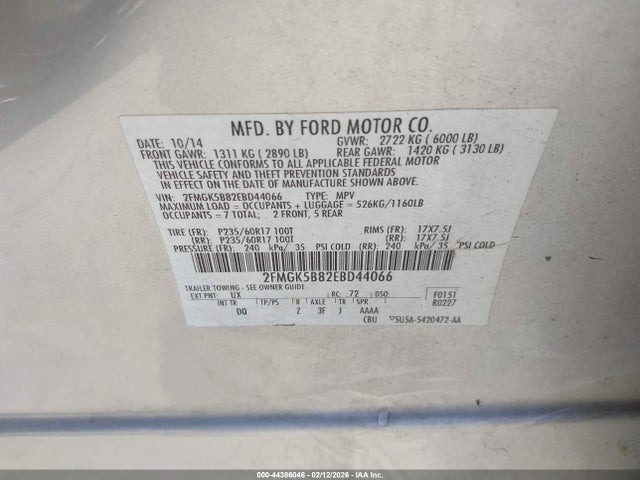 MFD. BY FORD MOTOR CO.
DATE: 10/14 GVWR: 2722 KG ( 6000 LB)
FRONT GAWR: 1311 KG ( 2890 LB) REAR GAWR: 1420 KG ( 3130 LB)
THIS VEHICLE CONFORMS TO ALL APPLICABLE FEDERAL MOTOR
VEHICLE SAFETY AND THEFT PREVENTION STANDARDS
IN EFFECT ON THE DATE OF MANUFACTURE SHOWN ABOVE.
VIN: 2FMGK5B82EBD44066 TYPE: MPV
MAXIMUM LOAD = OCCUPANTS + LUGGAGE = 526KG/1160LB
OCCUPANTS = 7 TOTAL; 2 FRONT, 5 REAR
TIRE (FR): P235/60R17 100T RIMS (FR): 17X7.5J
(RR): P235/60R17 100T (RR): 17X7.5J
PRESSURE (FR): 240 kPa/ 35 PSI COLD (RR): 240 kPa/ 35 PSI COLD
2FMGK5B82EBD44066
TRAILER TOWING - SEE OWNER GUIDE
EXT PNT: UX RC: 72 DSO: F0151
INT TR TP/PS R AXLE TR SPR R0227
DQ Z 3F J AAAA
CBU 5U5A-5420472-AA
000-44386046 - 02/12/2026 - IAAI.com